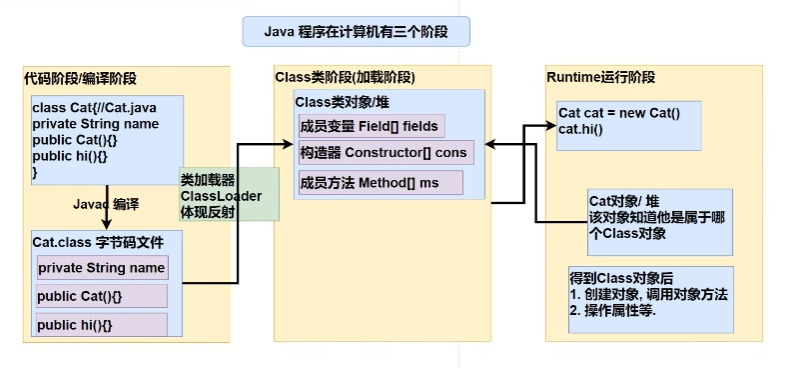 Java 程序在计算机有三个阶段
代码阶段/编译阶段
class Cat{//Cat.java
private String name
public Cat(){}
public hi(){}
}
Javac 编译
Cat.class 字节码文件
private String name
public Cat(){}
public hi(){}
类加载器
ClassLoader
体现反射
Class类阶段(加载阶段)
Class类对象/堆
成员变量 Field[] fields
构造器 Constructor[] cons
成员方法 Method[] ms
Runtime运行阶段
Cat cat = new Cat()
cat.hi()
Cat对象/ 堆
该对象知道他是属于哪
个Class对象
得到Class对象后
1. 创建对象, 调用对象方法
2. 操作属性等.